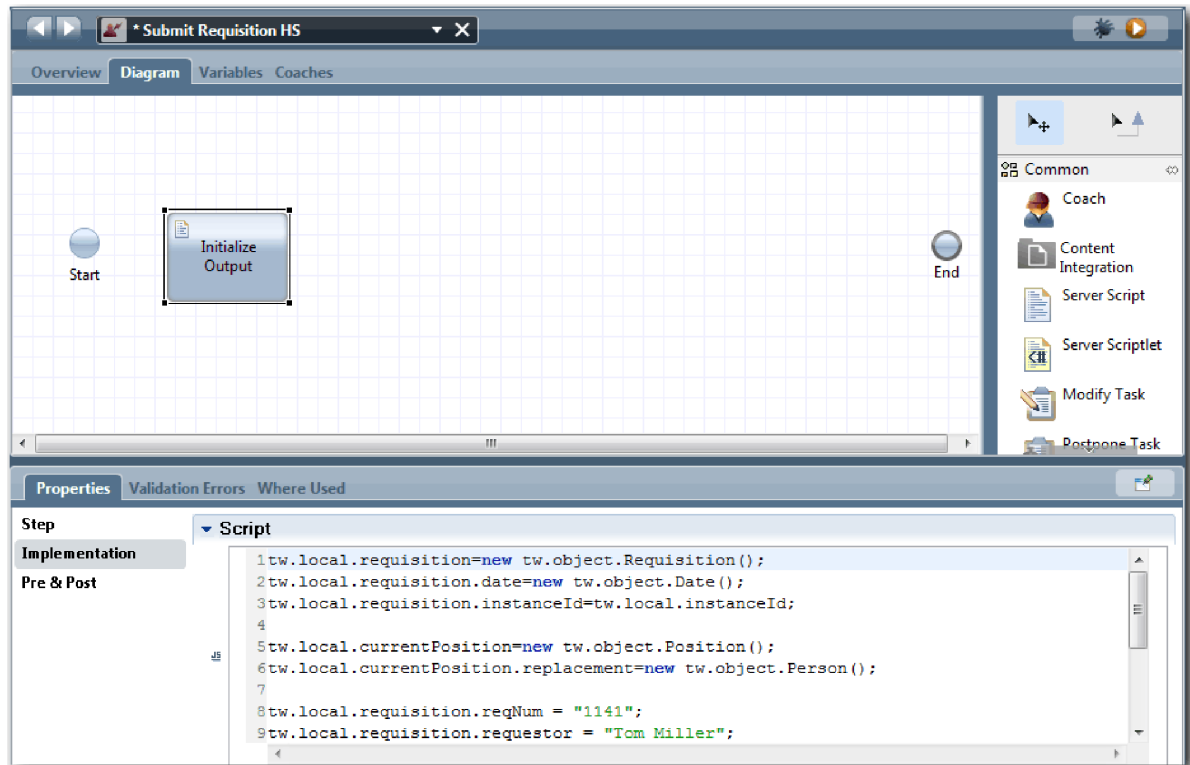 * Submit Requisition HS
Overview Diagram Variables Coaches
Start
Initialize
Output
End
Common
Coach
Content
Integration
Server Script
Server Scriptlet
Modify Task
Postpone Task
Properties Validation Errors Where Used
Step
Implementation
Pre & Post
Script
1tw.local.requisition=new tw.object.Requisition();
2tw.local.requisition.date=new tw.object.Date();
3tw.local.requisition.instanceId=tw.local.instanceId;
4
5tw.local.currentPosition=new tw.object.Position();
6tw.local.currentPosition.replacement=new tw.object.Person();
7
8tw.local.requisition.reqNum = "1141";
9tw.local.requisition.requestor = "Tom Miller";
JS